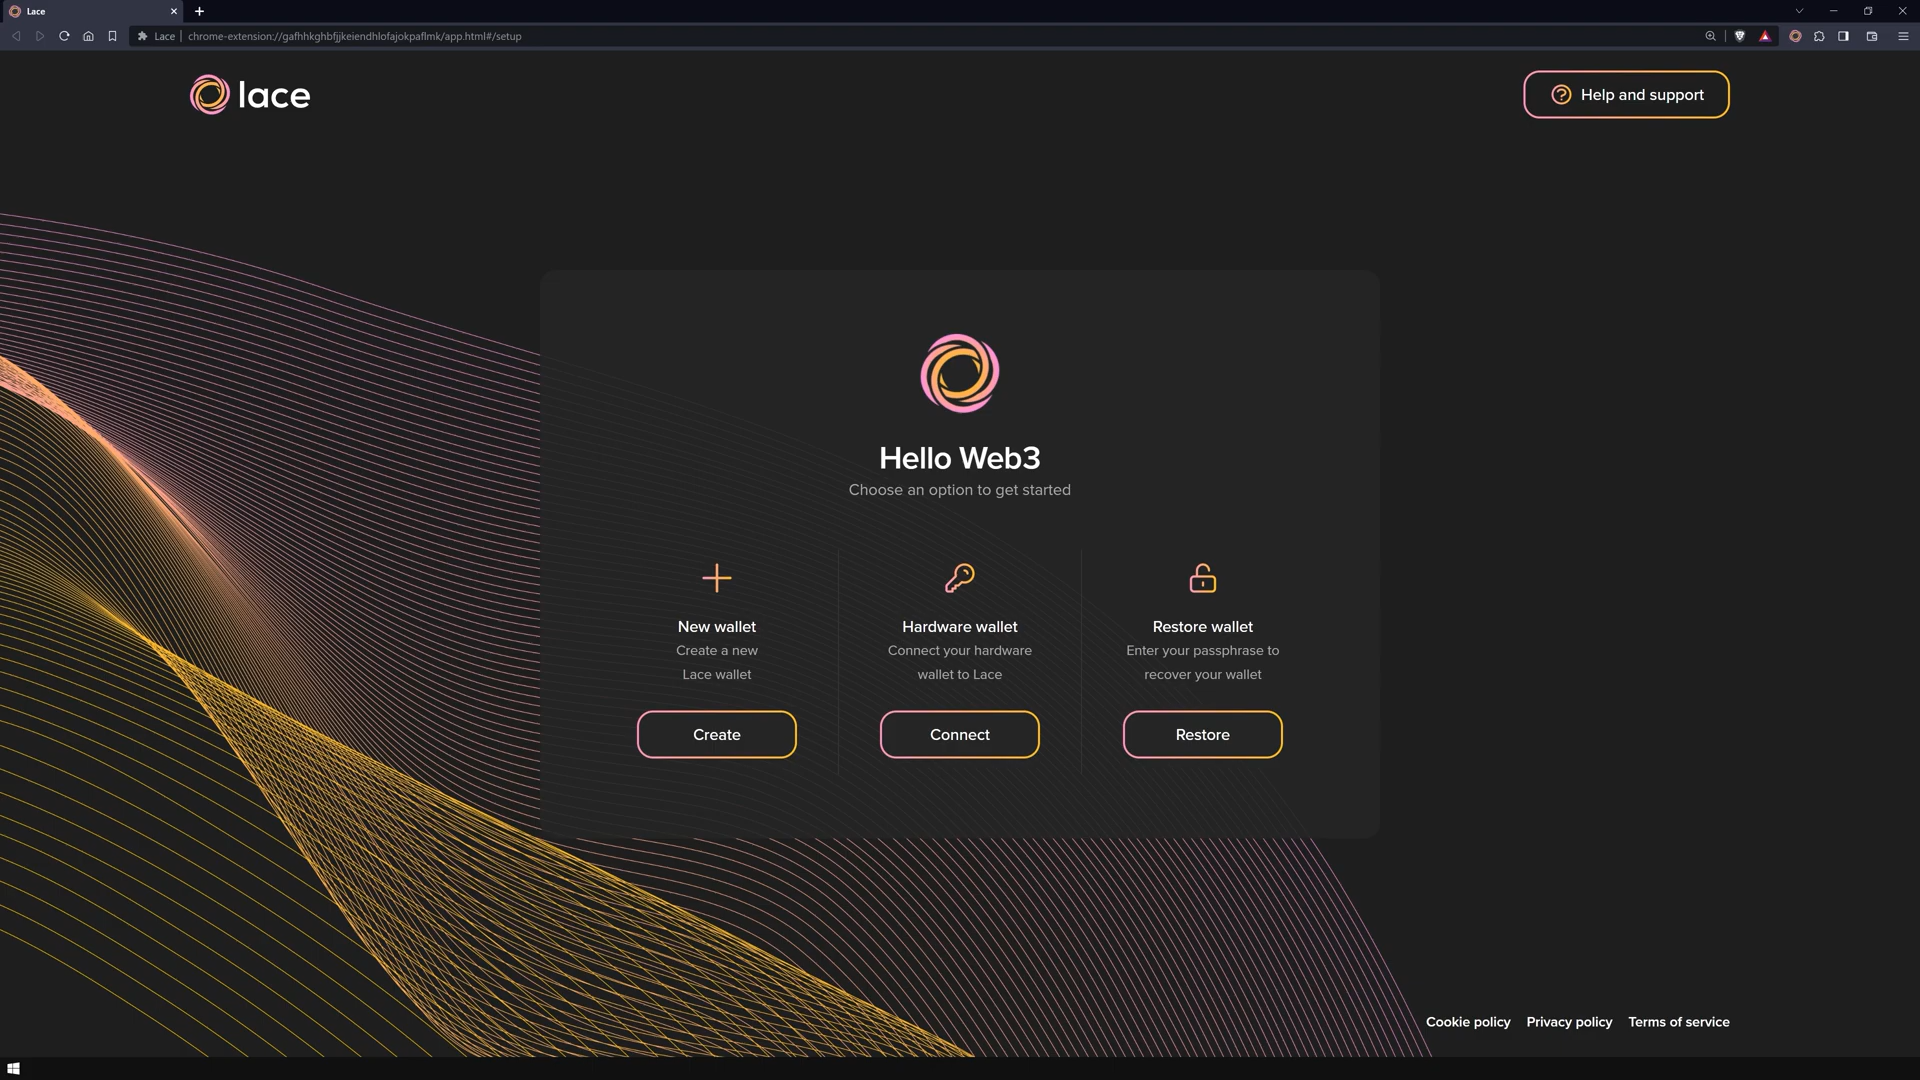 Lace
Lace | chrome-extension://gafhhkghbfjjkeiendhlofajokpaflmk/app.html#/setup
lace
Help and support
Hello Web3
Choose an option to get started
New wallet
Create a new
Lace wallet
Create
Hardware wallet
Connect your hardware
wallet to Lace
Connect
Restore wallet
Enter your passphrase to
recover your wallet
Restore
Cookie policy Privacy policy Terms of service